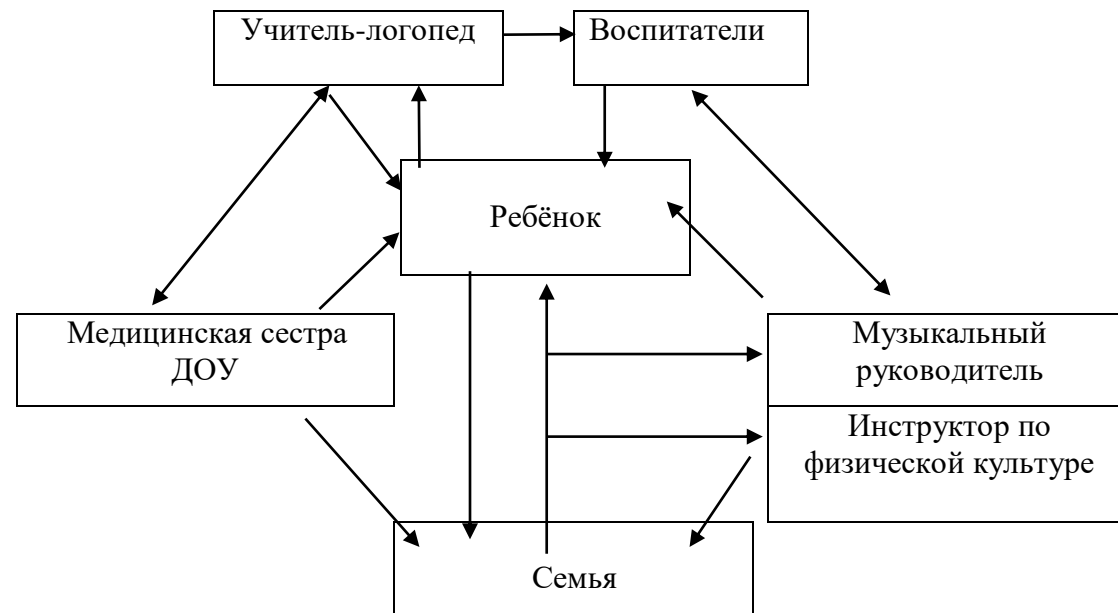 Учитель-логопед
Воспитатели
Ребёнок
Медицинская сестра
ДОУ
Музыкальный
руководитель
Инструктор по
физической культуре
Семья